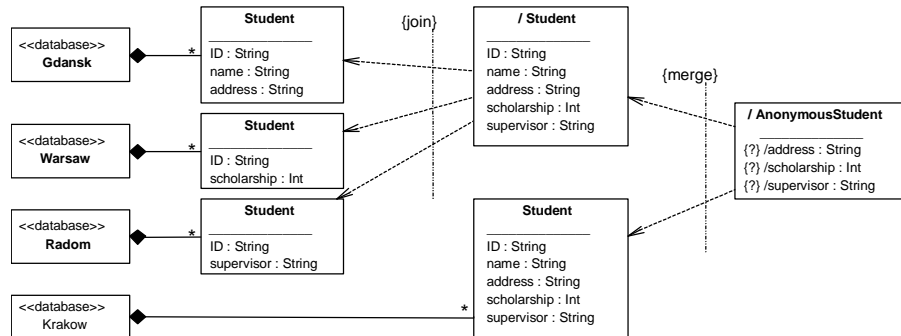 <<database>>
Gdansk
*
Student
ID : String
name : String
address : String
{join}
/ Student
ID : String
name : String
address : String
scholarship : Int
supervisor : String
{merge}
/ AnonymousStudent
{?} /address : String
{?} /scholarship : Int
{?} /supervisor : String
<<database>>
Warsaw
*
Student
ID : String
scholarship : Int
<<database>>
Radom
*
Student
ID : String
supervisor : String
Student
ID : String
name : String
address : String
scholarship : Int
supervisor : String
<<database>>
Krakow
*